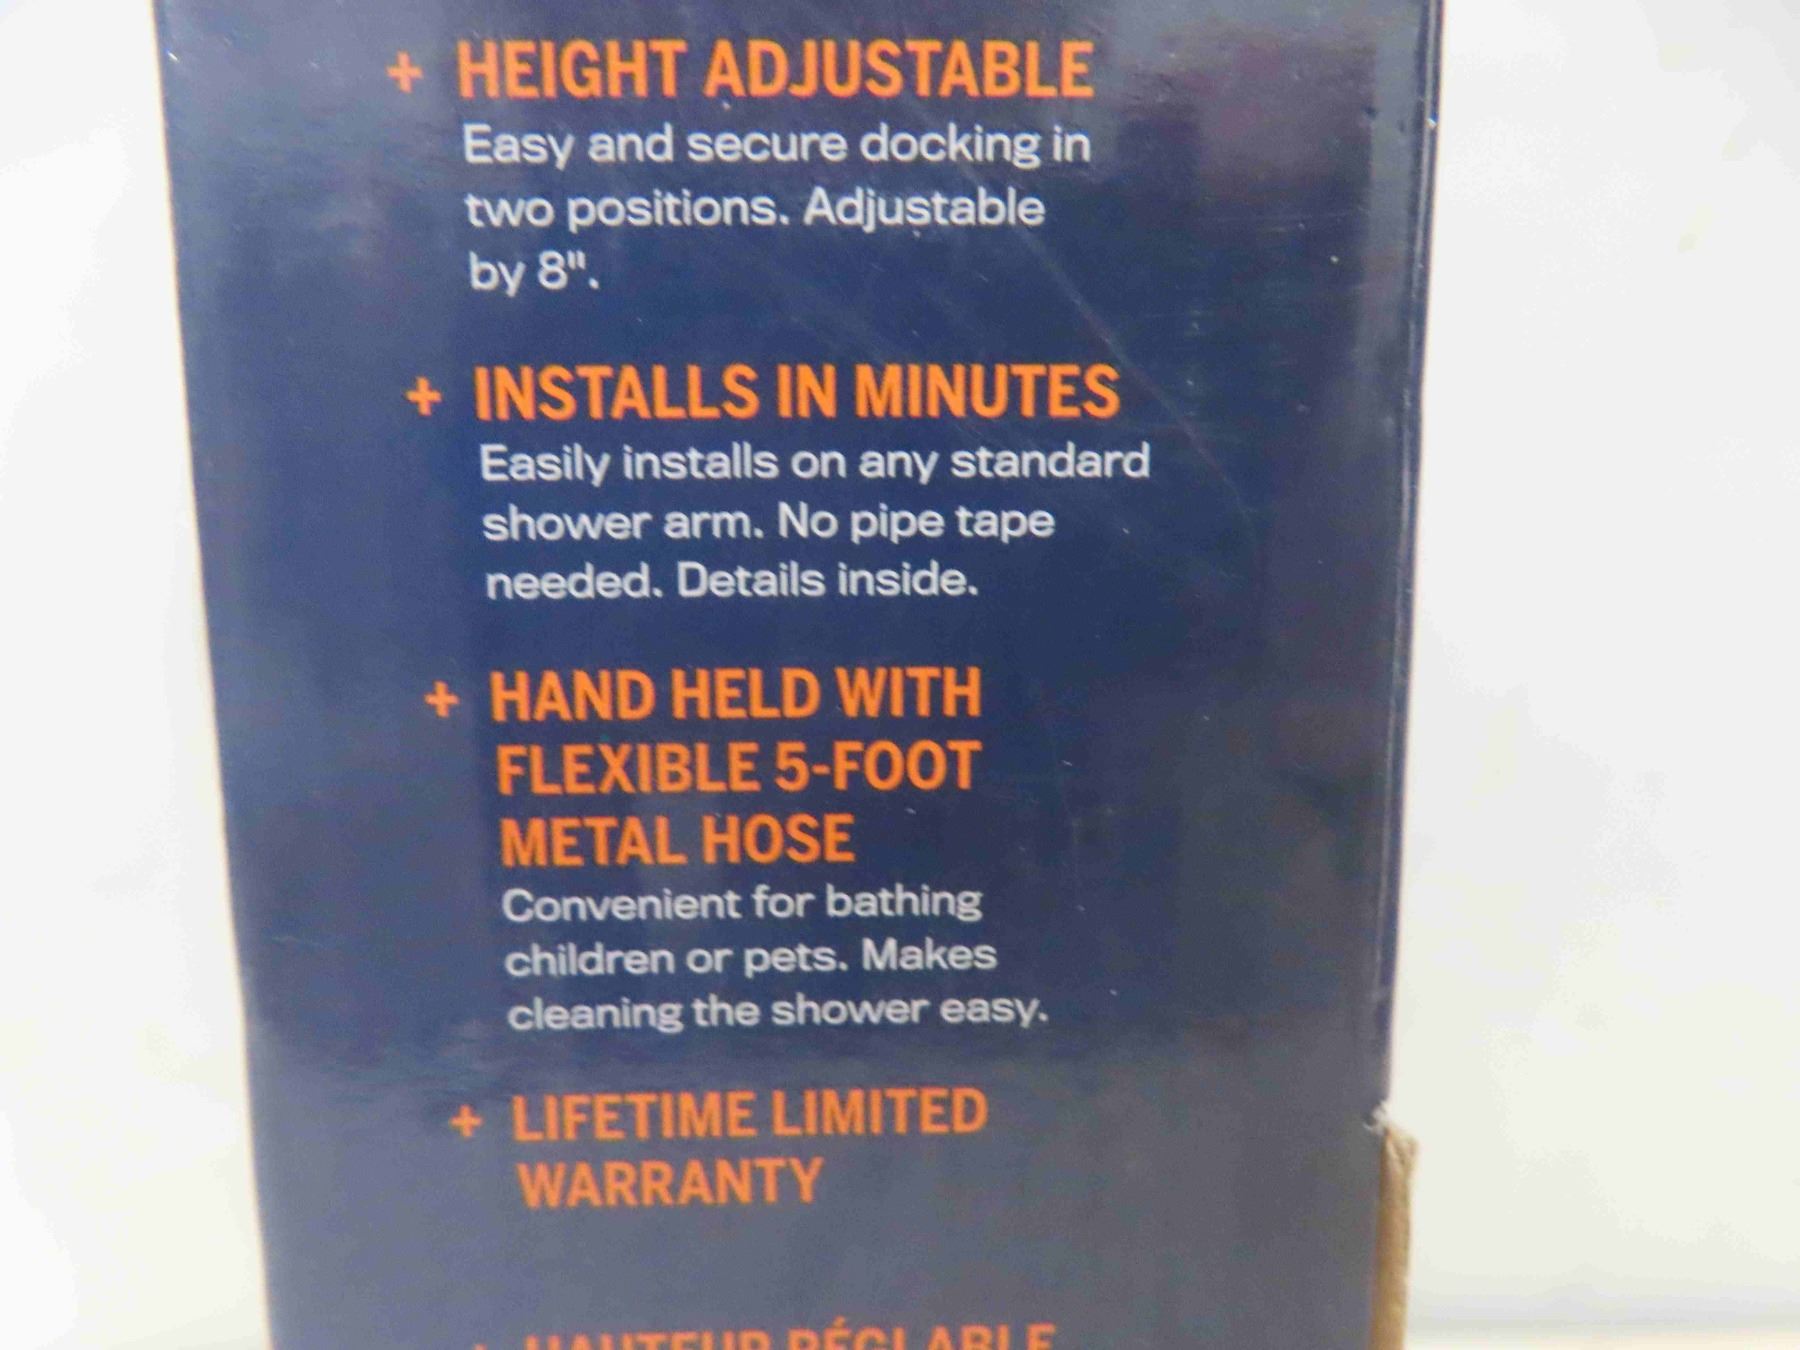 + HEIGHT ADJUSTABLE
Easy and secure docking in
two positions. Adjustable
by 8".
+ INSTALLS IN MINUTES
Easily installs on any standard
shower arm. No pipe tape
needed. Details inside.
+ HAND HELD WITH
FLEXIBLE 5-FOOT
METAL HOSE
Convenient for bathing
children or pets. Makes
cleaning the shower easy.
+ LIFETIME LIMITED
WARRANTY
+ HAUTEUR RÉGLABLE